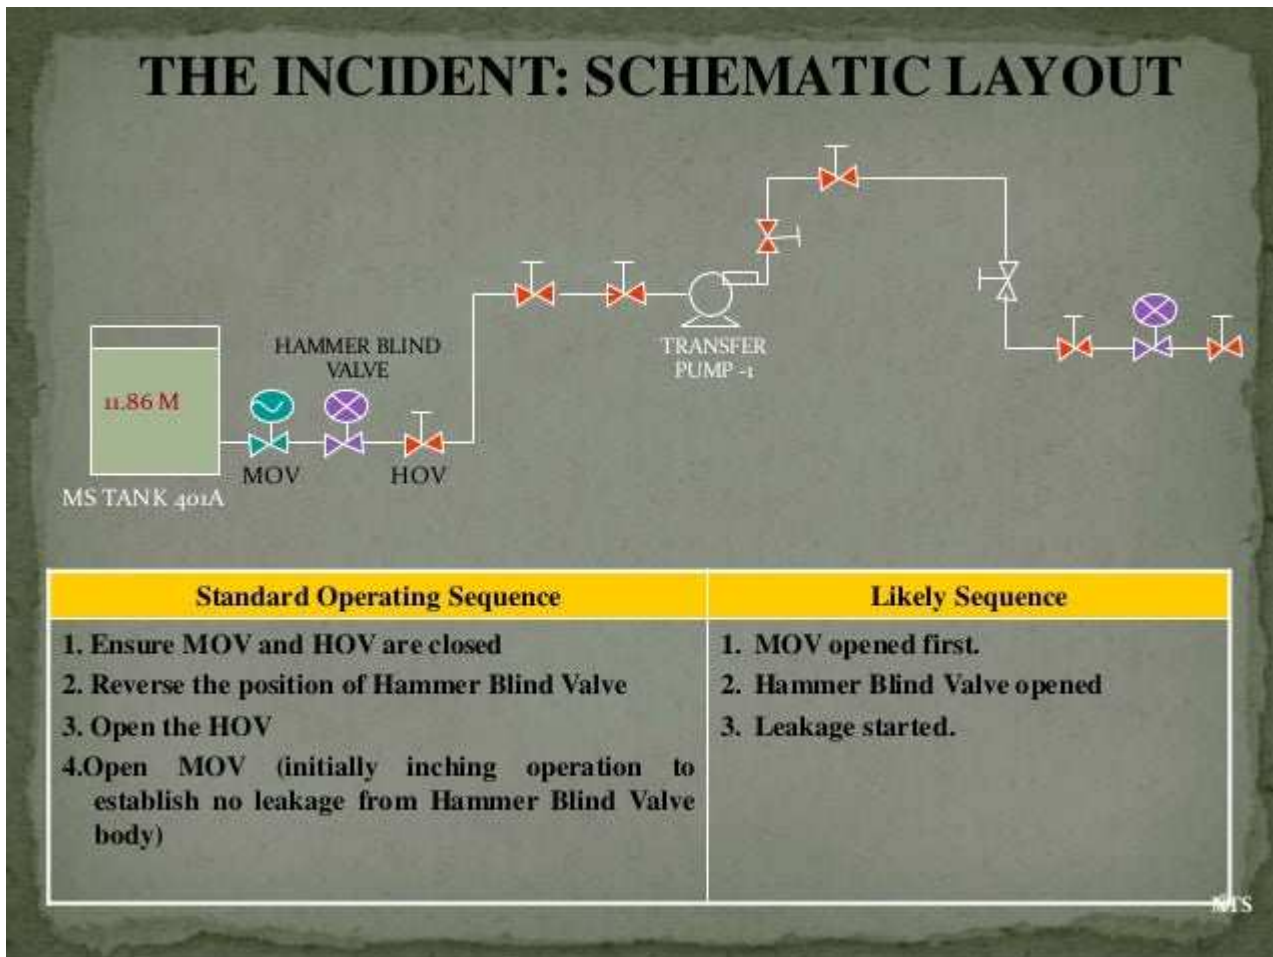 THE INCIDENT: SCHEMATIC LAYOUT
HAMMER BLIND
VALVE
TRANSFER
PUMP -1
11.86 M
MOV
HOV
MS TANK 401A
Standard Operating Sequence
1. Ensure MOV and HOV are closed
2. Reverse the position of Hammer Blind Valve
3. Open the HOV
4.Open MOV (initially inching operation to
establish no leakage from Hammer Blind Valve
body)
Likely Sequence
1. MOV opened first.
2. Hammer Blind Valve opened
3. Leakage started.
NTS